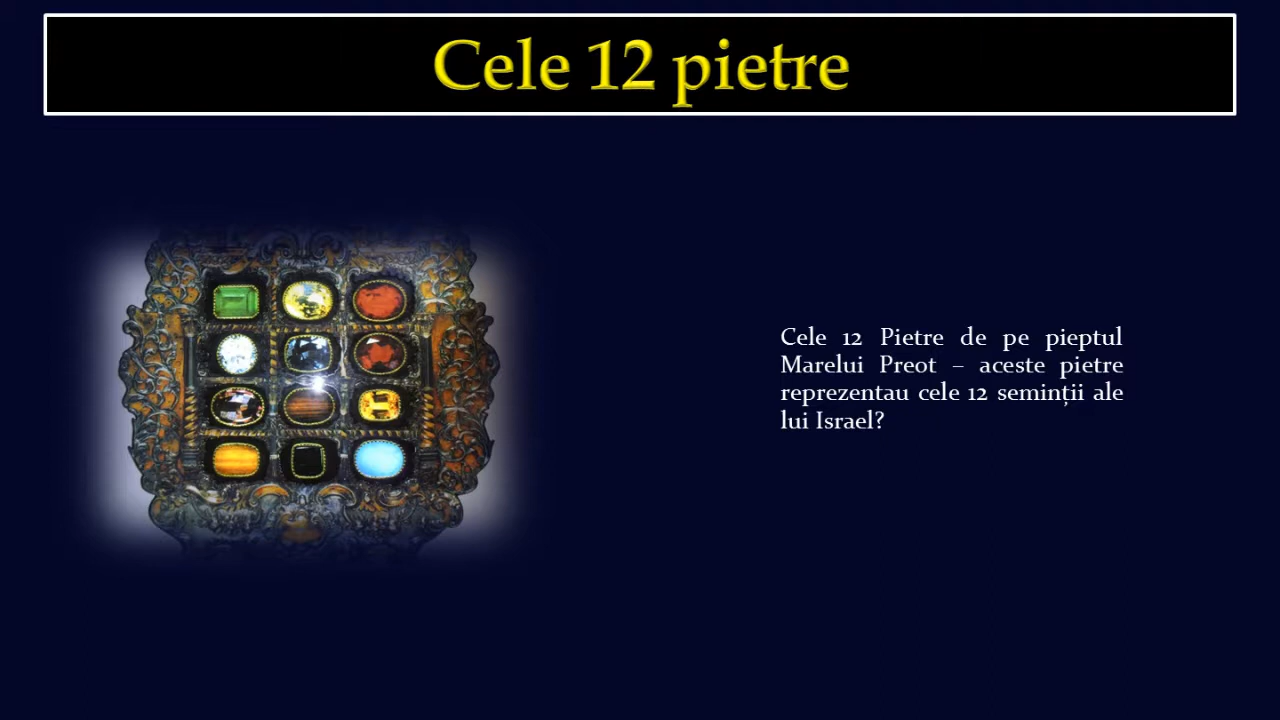 Cele 12 pietre
Cele 12 Pietre de pe pieptul
Marelui Preot – aceste pietre
reprezentau cele 12 seminții ale
lui Israel?